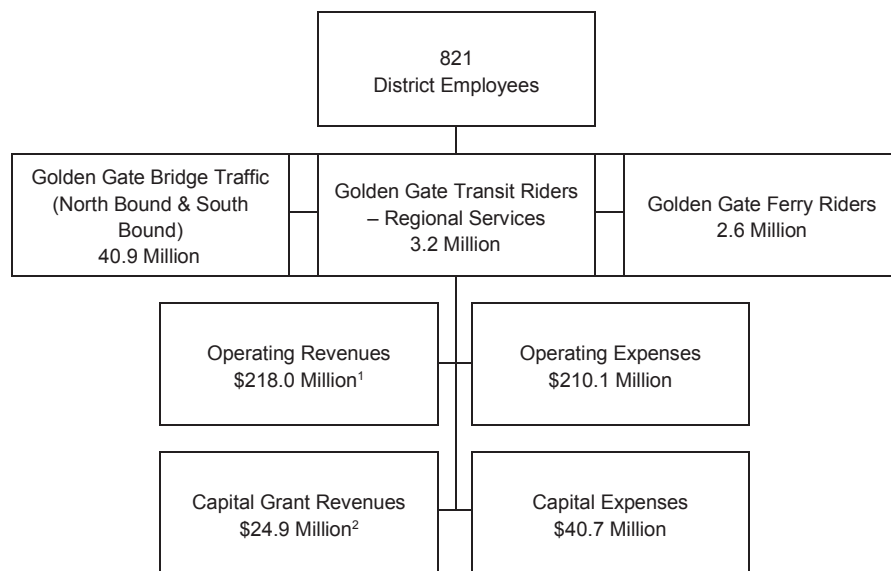 821
District Employees
Golden Gate Bridge Traffic
(North Bound & South
Bound)
40.9 Million
Golden Gate Transit Riders
– Regional Services
3.2 Million
Golden Gate Ferry Riders
2.6 Million
Operating Revenues
$218.0 Million¹
Operating Expenses
$210.1 Million
Capital Grant Revenues
$24.9 Million²
Capital Expenses
$40.7 Million